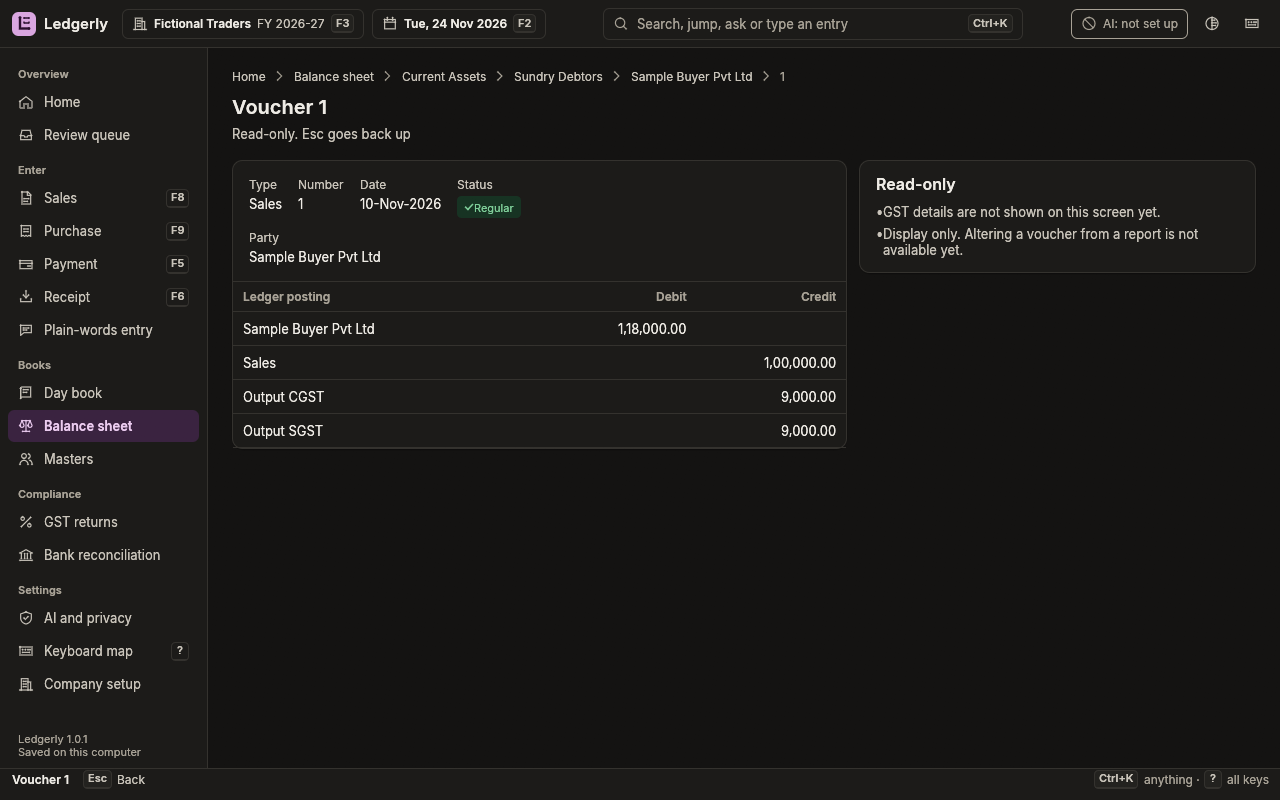 Ledgerly
Fictional Traders FY 2026-27 F3
Tue, 24 Nov 2026 F2
Search, jump, ask or type an entry Ctrl+K
AI: not set up
Overview
Home
Review queue
Enter
Sales F8
Purchase F9
Payment F5
Receipt F6
Plain-words entry
Books
Day book
Balance sheet
Masters
Compliance
GST returns
Bank reconciliation
Settings
AI and privacy
Keyboard map ?
Company setup
Ledgerly 1.0.1
Saved on this computer
Home > Balance sheet > Current Assets > Sundry Debtors > Sample Buyer Pvt Ltd > 1
Voucher 1
Read-only. Esc goes back up
Type Number Date Status
Sales 1 10-Nov-2026 ✓Regular
Party
Sample Buyer Pvt Ltd
Ledger posting Debit Credit
Sample Buyer Pvt Ltd 1,18,000.00
Sales 1,00,000.00
Output CGST 9,000.00
Output SGST 9,000.00
Read-only
•GST details are not shown on this screen yet.
•Display only. Altering a voucher from a report is not
available yet.
Voucher 1 Esc Back
Ctrl+K anything · ? all keys